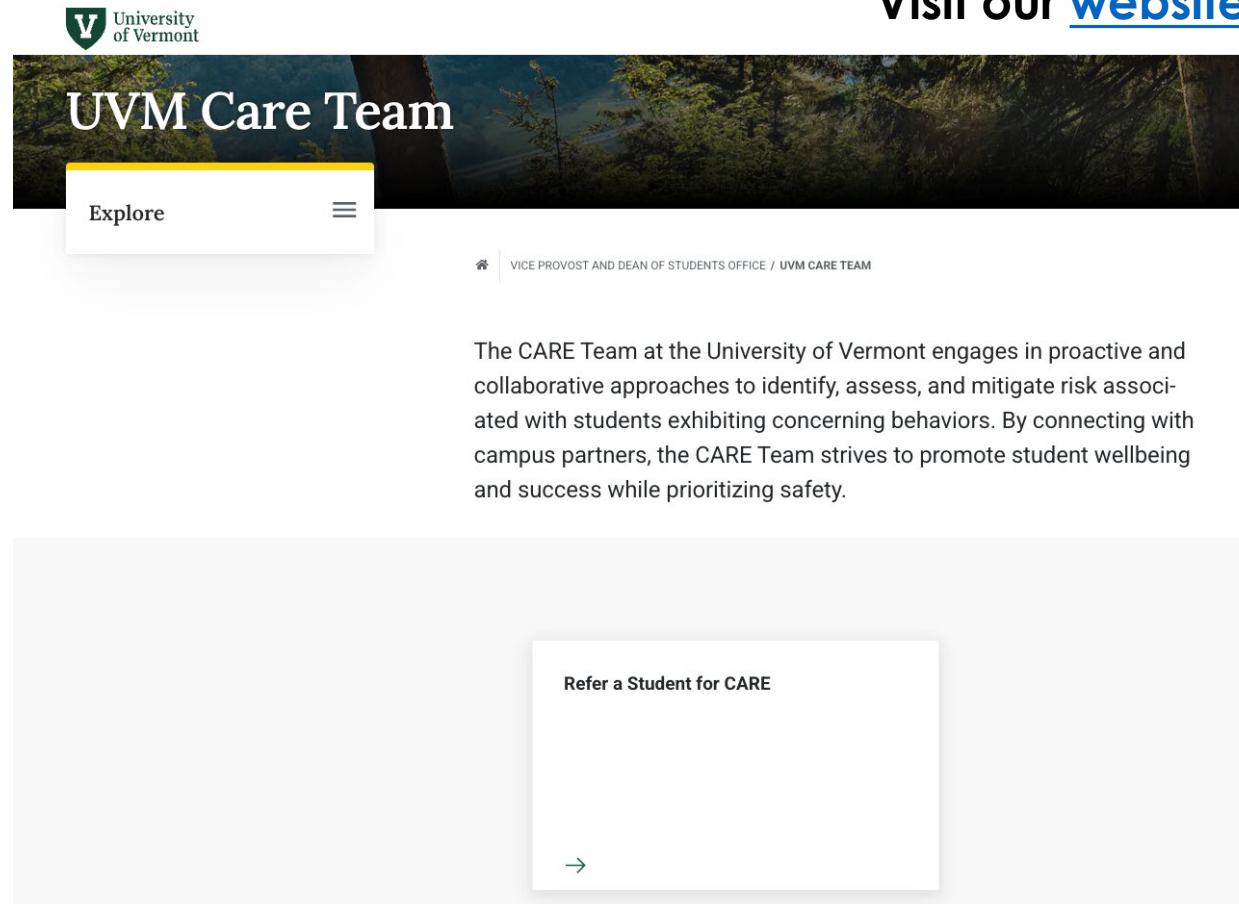 Visit our website
University
of Vermont
UVM Care Team
Explore
VICE PROVOST AND DEAN OF STUDENTS OFFICE / UVM CARE TEAM
The CARE Team at the University of Vermont engages in proactive and
collaborative approaches to identify, assess, and mitigate risk associ-
ated with students exhibiting concerning behaviors. By connecting with
campus partners, the CARE Team strives to promote student wellbeing
and success while prioritizing safety.
Refer a Student for CARE